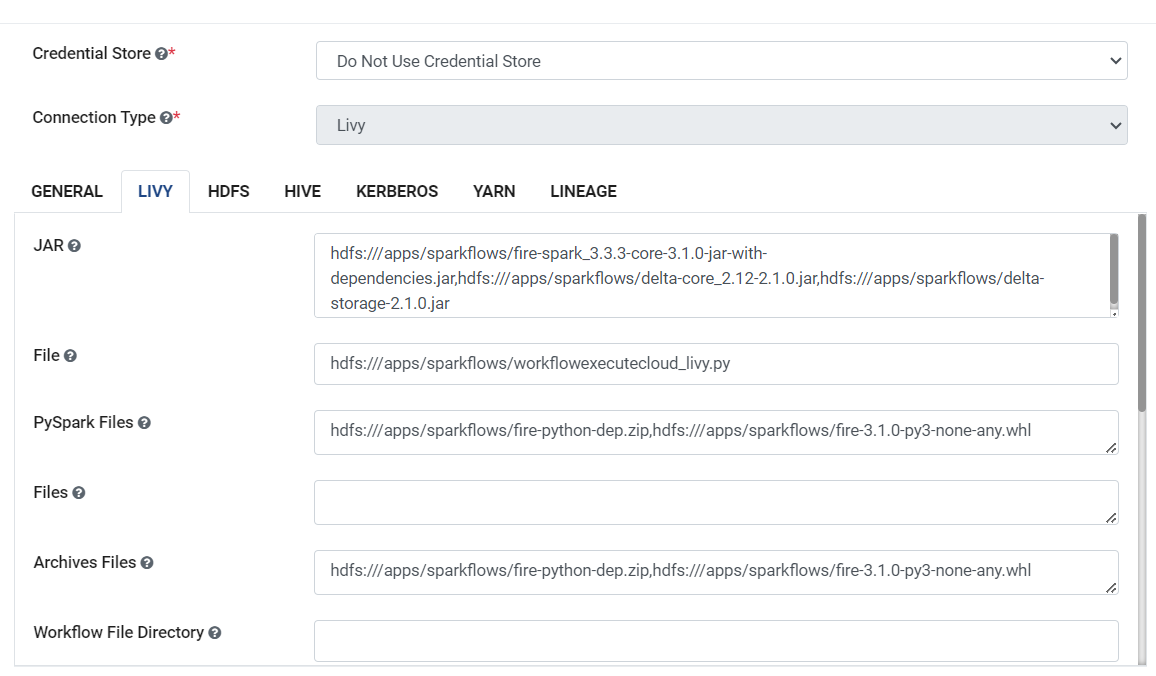 Credential Store *
Do Not Use Credential Store
Connection Type *
Livy
GENERAL LIVY HDFS HIVE KERBEROS YARN LINEAGE
JAR
hdfs:///apps/sparkflows/fire-spark_3.3.3-core-3.1.0-jar-with-
dependencies.jar,hdfs:///apps/sparkflows/delta-core_2.12-2.1.0.jar,hdfs:///apps/sparkflows/delta-
storage-2.1.0.jar
File
hdfs:///apps/sparkflows/workflowexecutecloud_livy.py
PySpark Files
hdfs:///apps/sparkflows/fire-python-dep.zip,hdfs:///apps/sparkflows/fire-3.1.0-py3-none-any.whl
Files
Archives Files
hdfs:///apps/sparkflows/fire-python-dep.zip,hdfs:///apps/sparkflows/fire-3.1.0-py3-none-any.whl
Workflow File Directory